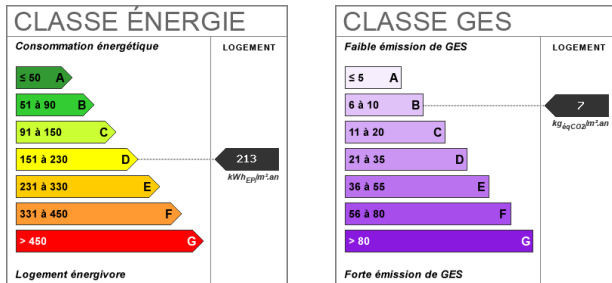 CLASSE ÉNERGIE
Consommation énergétique
LOGEMENT
≤ 50 A
51 à 90 B
91 à 150 C
151 à 230 D
213
kWhEP/m².an
231 à 330 E
331 à 450 F
> 450 G
Logement énergivore
CLASSE GES
Faible émission de GES
LOGEMENT
≤ 5 A
6 à 10 B
7
kgéqCO2/m².an
11 à 20 C
21 à 35 D
36 à 55 E
56 à 80 F
> 80 G
Forte émission de GES